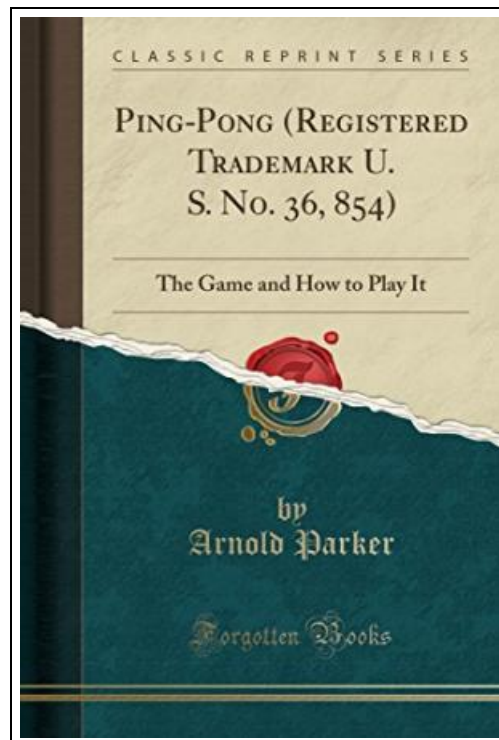 CLASSIC REPRINT SERIES
PING-PONG (REGISTERED
TRADEMARK U.
S. NO. 36, 854)
The Game and How to Play It
by
Arnold Parker
Forgotten Books